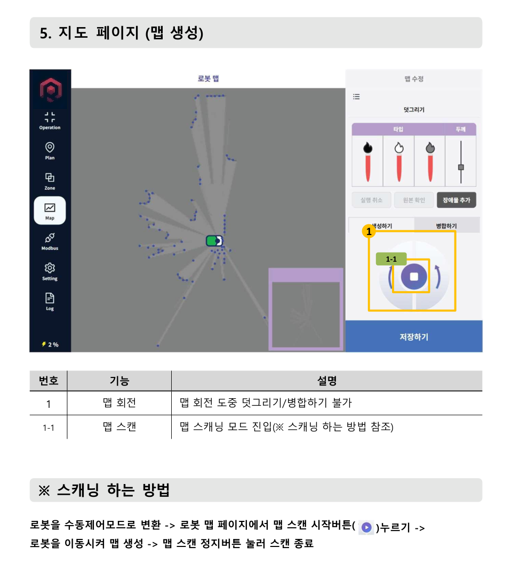 5. 지도 페이지 (맵 생성)
로봇 맵
맵 수정
Operation
Plan
Zone
Map
Modbus
Setting
Log
2 %
덧그리기
타입
두께
실행 취소
원본 확인
장애물 추가
생성하기
병합하기
1
1-1
저장하기
번호 기능 설명
1 맵 회전 맵 회전 도중 덧그리기/병합하기 불가
1-1 맵 스캔 맵 스캐닝 모드 진입(※ 스캐닝 하는 방법 참조)
※ 스캐닝 하는 방법
로봇을 수동제어모드로 변환 -> 로봇 맵 페이지에서 맵 스캔 시작버튼( )누르기 ->
로봇을 이동시켜 맵 생성 -> 맵 스캔 정지버튼 눌러 스캔 종료